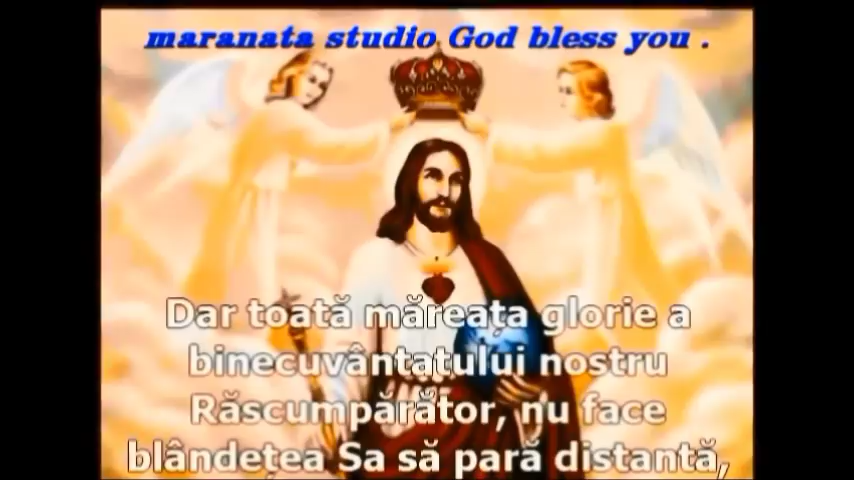 maranata studio God bless you .
Dar toată măreața glorie a
binecuvântatului nostru
Răscumpărător, nu face
blândețea Sa să pară distantă,